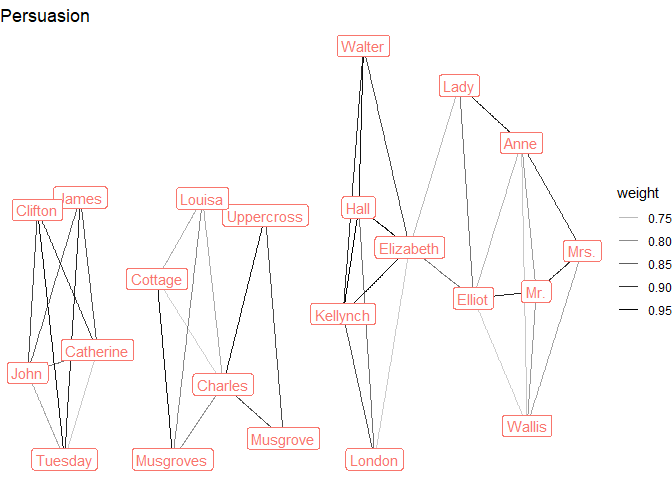 Persuasion
Walter
Lady
Anne
James
Clifton
Louisa
Uppercross
Hall
Elizabeth
Mrs.
Cottage
Elliot
Mr.
Kellynch
Catherine
John
Charles
Wallis
Musgrove
Tuesday
Musgroves
London
weight
0.75
0.80
0.85
0.90
0.95